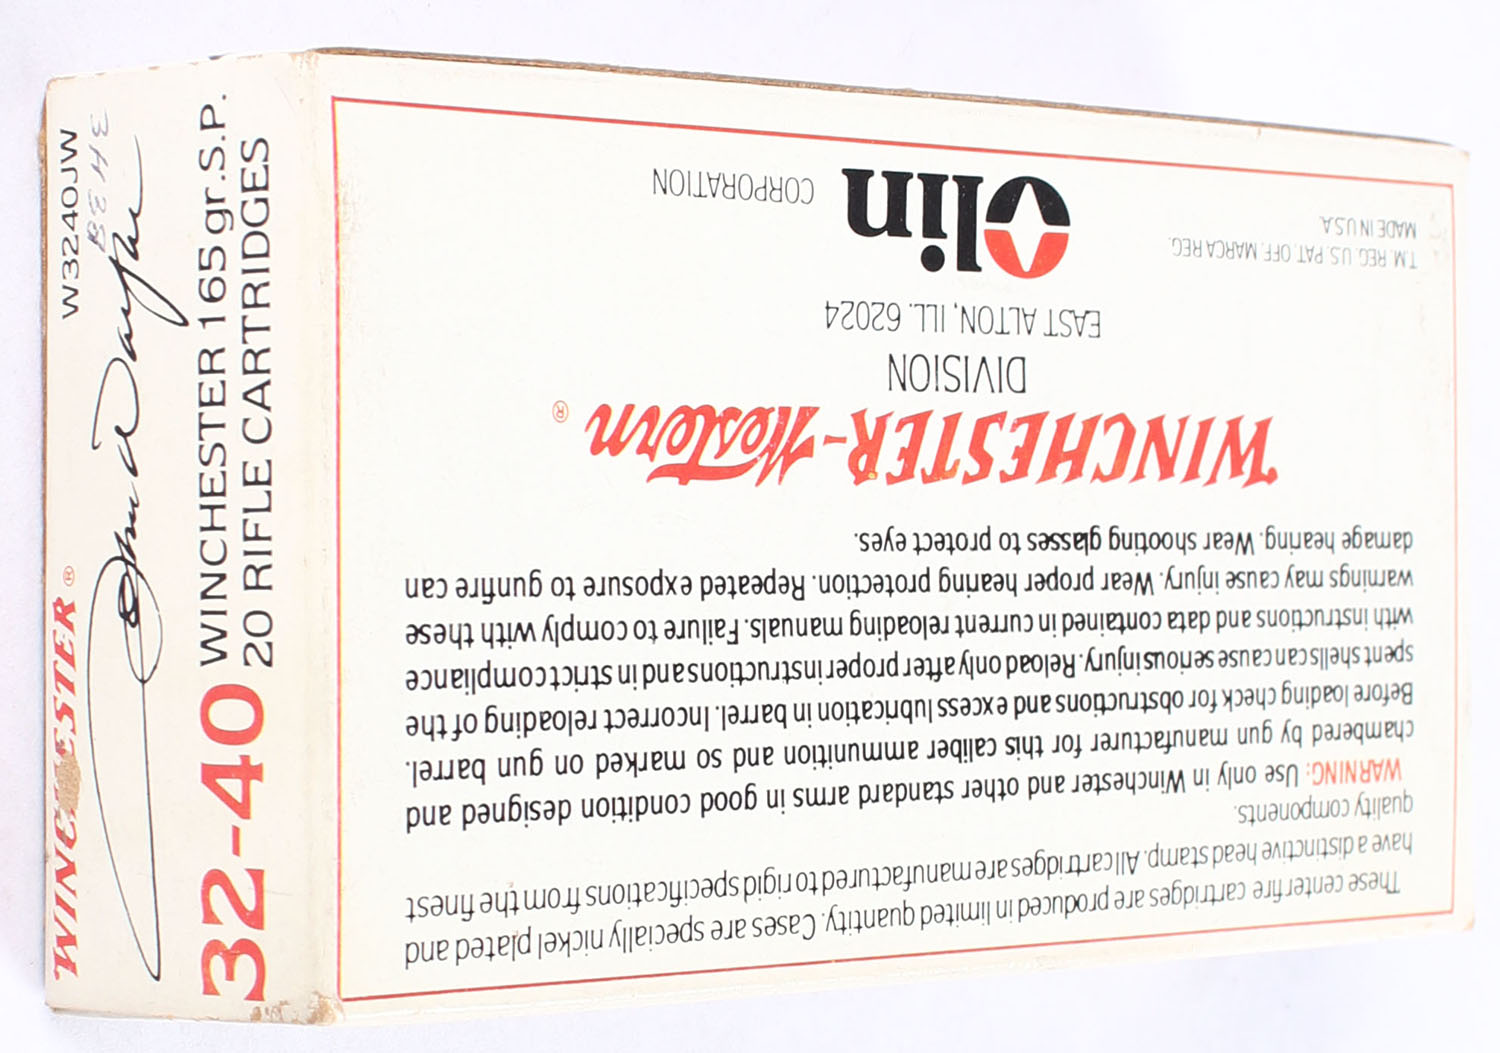 WINCHESTER®
W3240JW
John Wayne
32-40 WINCHESTER 165 gr. S.P.
20 RIFLE CARTRIDGES
These center fire cartridges are produced in limited quantity. Cases are specially nickel plated and
have a distinctive head stamp. All cartridges are manufactured to rigid specifications from the finest
quality components.
WARNING: Use only in Winchester and other standard arms in good condition designed and
chambered by gun manufacturer for this caliber ammunition and so marked on gun barrel.
Before loading check for obstructions and excess lubrication in barrel. Incorrect reloading of the
spent shells can cause serious injury. Reload only after proper instructions and in strict compliance
with instructions and data contained in current reloading manuals. Failure to comply with these
warnings may cause injury. Wear proper hearing protection. Repeated exposure to gunfire can
damage hearing. Wear shooting glasses to protect eyes.
WINCHESTER-Western®
DIVISION
EAST ALTON, ILL. 62024
Olin CORPORATION
T.M. REG. U.S. PAT. OFF. MARCA REG.
MADE IN U.S.A.